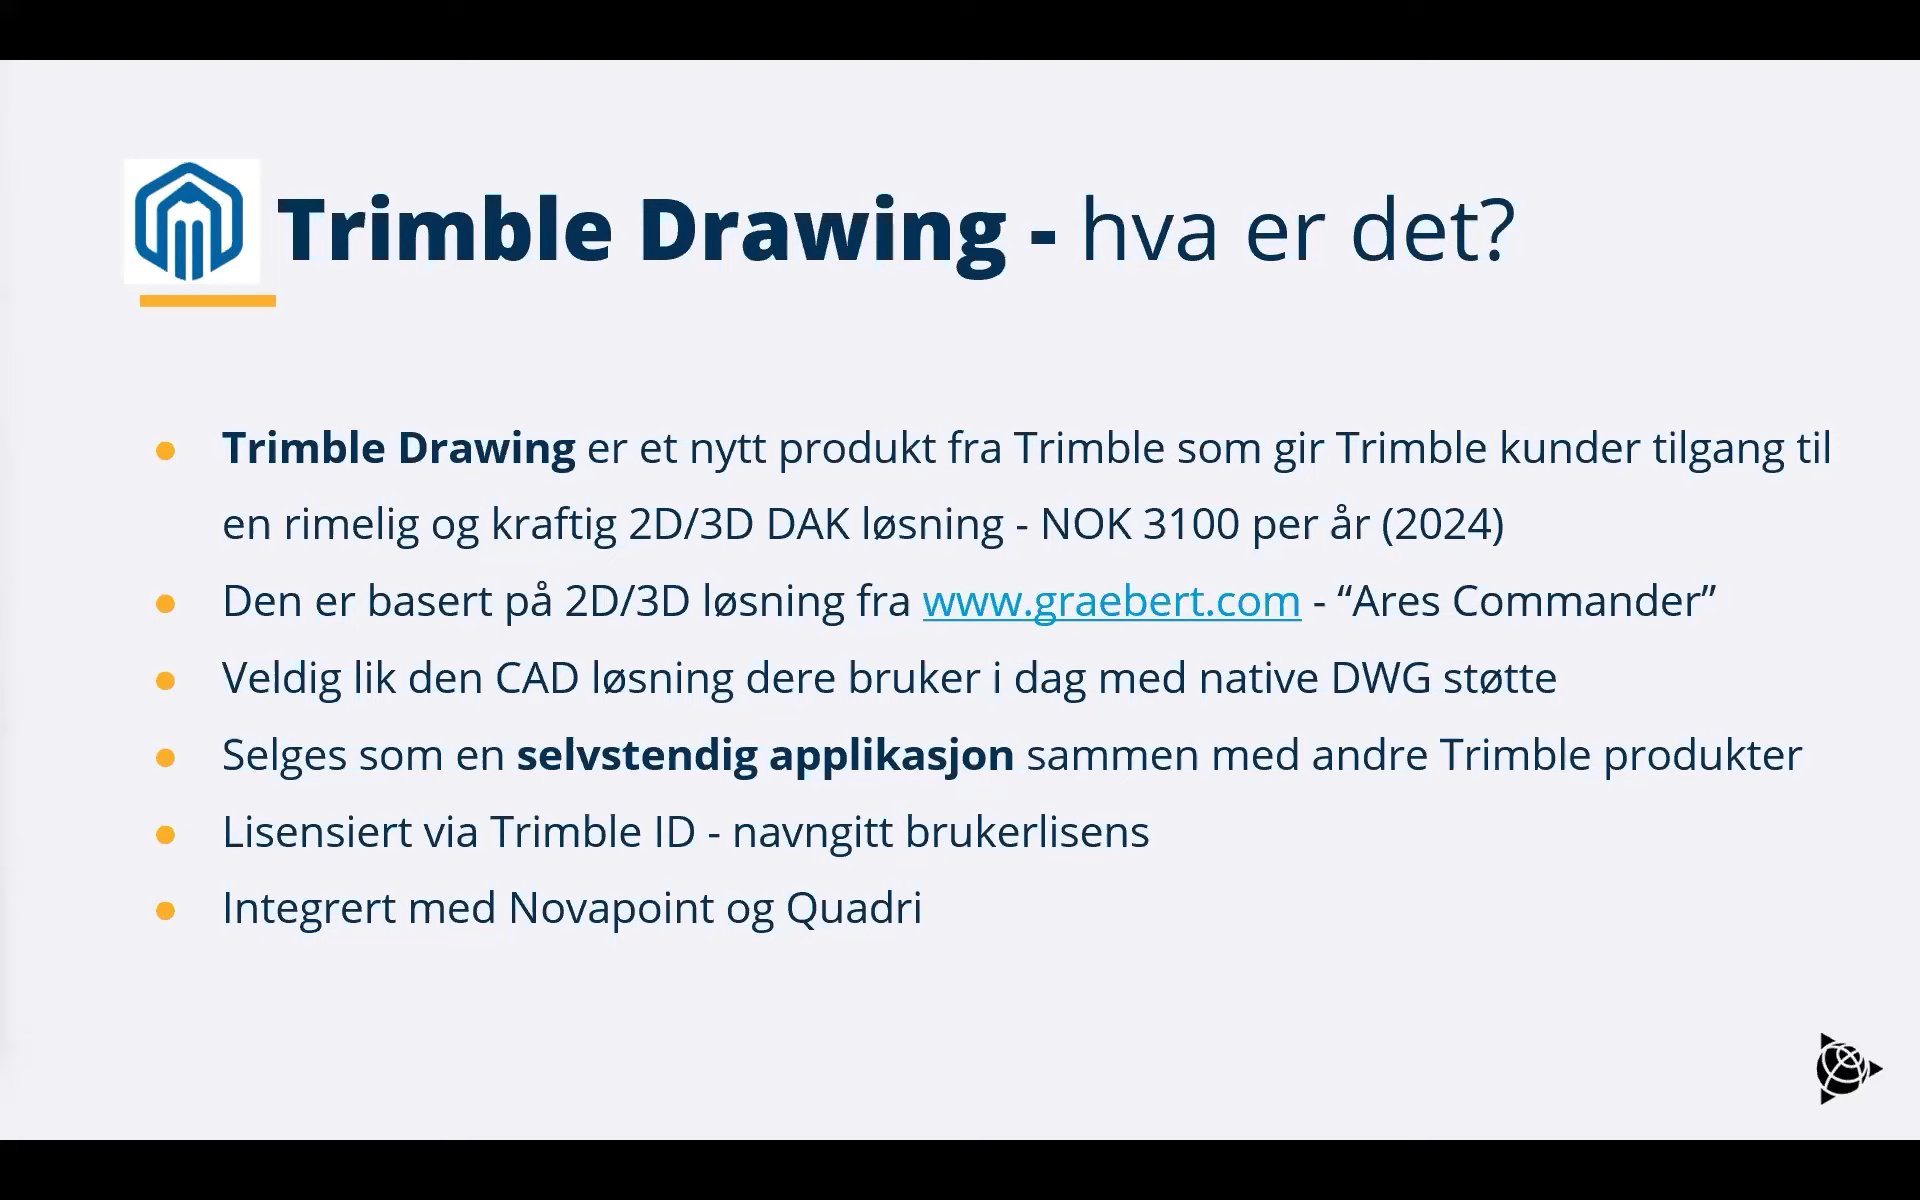 Trimble Drawing - hva er det?
● Trimble Drawing er et nytt produkt fra Trimble som gir Trimble kunder tilgang til
en rimelig og kraftig 2D/3D DAK løsning - NOK 3100 per år (2024)
● Den er basert på 2D/3D løsning fra www.graebert.com - “Ares Commander”
● Veldig lik den CAD løsning dere bruker i dag med native DWG støtte
● Selges som en selvstendig applikasjon sammen med andre Trimble produkter
● Lisensiert via Trimble ID - navngitt brukerlisens
● Integrert med Novapoint og Quadri